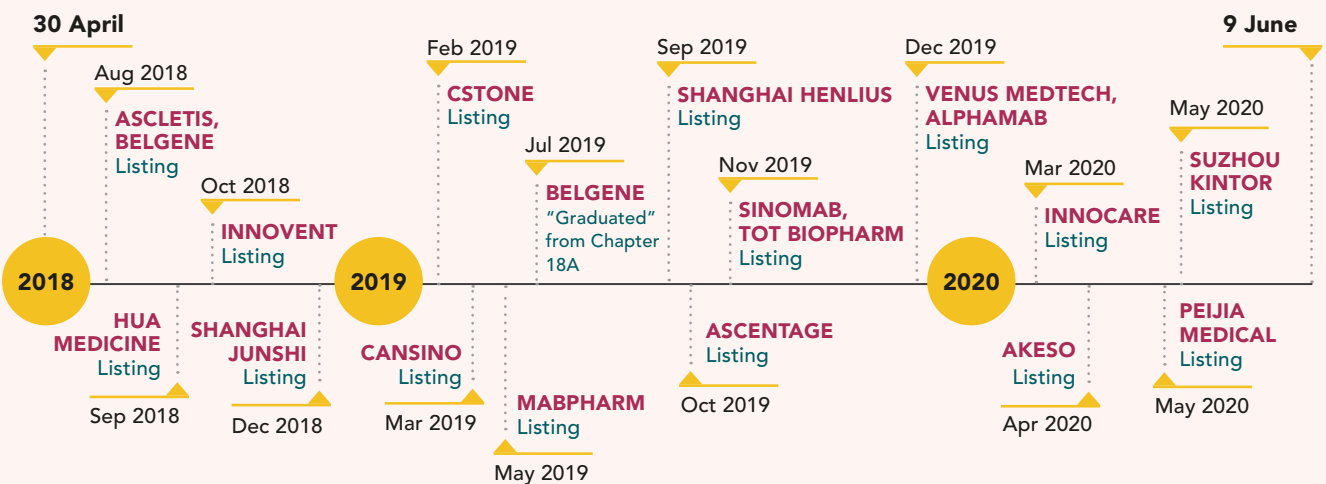 30 April
Aug 2018
ASCLETIS,
BELGENE
Listing
Oct 2018
INNOVENT
Listing
2018
HUA
MEDICINE
Listing
Sep 2018
SHANGHAI
JUNSHI
Listing
Dec 2018
2019
Feb 2019
CSTONE
Listing
CANSINO
Listing
Mar 2019
MABPHARM
Listing
May 2019
Jul 2019
BELGENE
"Graduated"
from Chapter
18A
Sep 2019
SHANGHAI HENLIUS
Listing
ASCENTAGE
Listing
Oct 2019
Nov 2019
SINOMAB,
TOT BIOPHARM
Listing
Dec 2019
VENUS MEDTECH,
ALPHAMAB
Listing
2020
Mar 2020
INNOCARE
Listing
AKESO
Listing
Apr 2020
PEIJIA
MEDICAL
Listing
May 2020
May 2020
SUZHOU
KINTOR
Listing
9 June